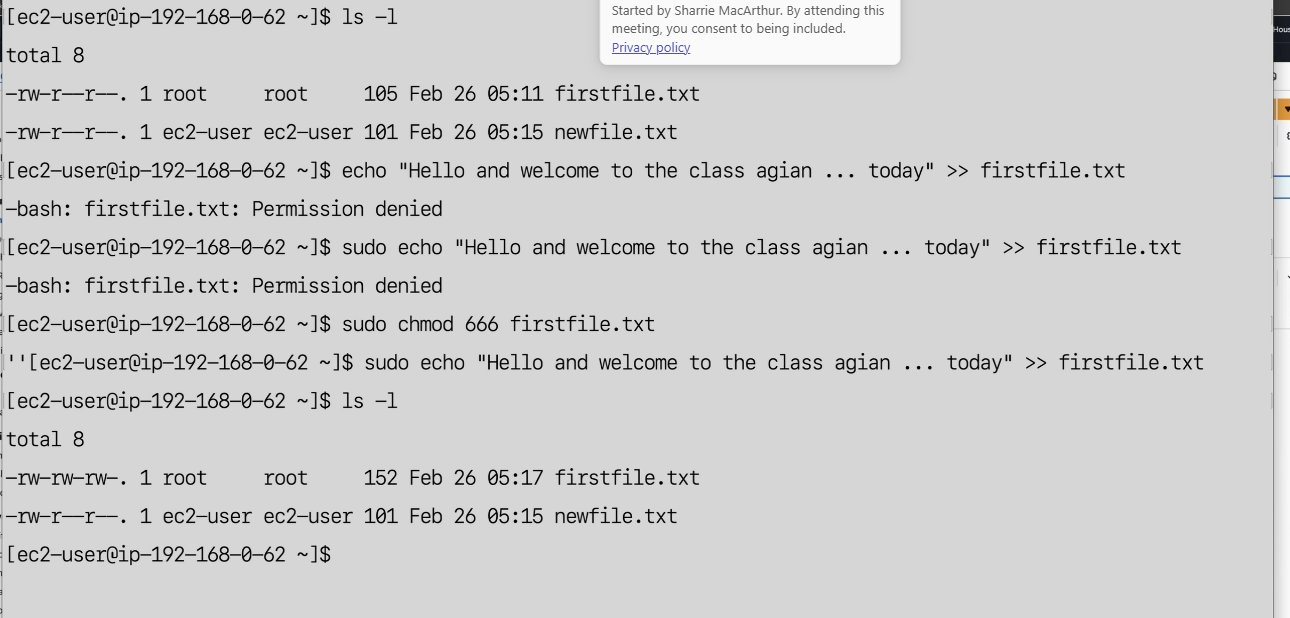 [ec2-user@ip-192-168-0-62 ~]$ ls -l
Started by Sharrie MacArthur. By attending this
meeting, you consent to being included.
Privacy policy
total 8
-rw-r--r--. 1 root     root     105 Feb 26 05:11 firstfile.txt
-rw-r--r--. 1 ec2-user ec2-user 101 Feb 26 05:15 newfile.txt
[ec2-user@ip-192-168-0-62 ~]$ echo "Hello and welcome to the class agian ... today" >> firstfile.txt
-bash: firstfile.txt: Permission denied
[ec2-user@ip-192-168-0-62 ~]$ sudo echo "Hello and welcome to the class agian ... today" >> firstfile.txt
-bash: firstfile.txt: Permission denied
[ec2-user@ip-192-168-0-62 ~]$ sudo chmod 666 firstfile.txt
''[ec2-user@ip-192-168-0-62 ~]$ sudo echo "Hello and welcome to the class agian ... today" >> firstfile.txt
[ec2-user@ip-192-168-0-62 ~]$ ls -l
total 8
-rw-rw-rw-. 1 root     root     152 Feb 26 05:17 firstfile.txt
-rw-r--r--. 1 ec2-user ec2-user 101 Feb 26 05:15 newfile.txt
[ec2-user@ip-192-168-0-62 ~]$